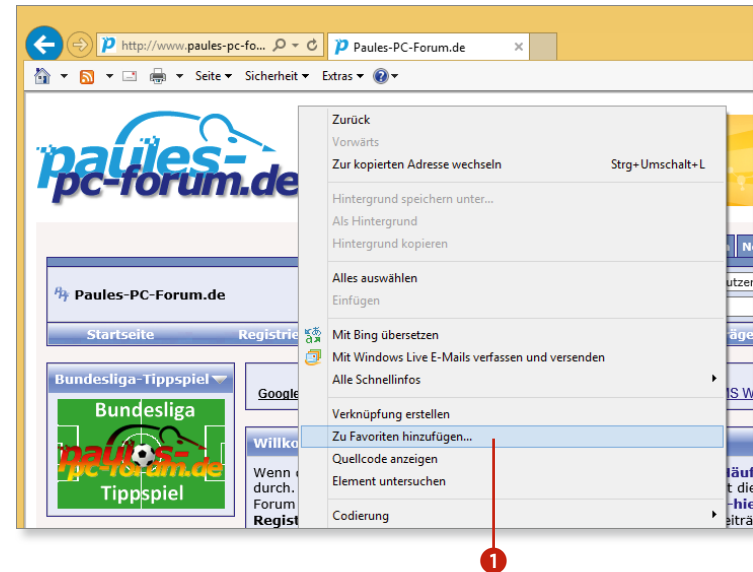 http://www.paules-pc-fo...
Paules-PC-Forum.de
Seite Sicherheit Extras
paules-
pc-forum.de
Zurück
Vorwärts
Zur kopierten Adresse wechseln Strg+Umschalt+L
Hintergrund speichern unter...
Als Hintergrund
Hintergrund kopieren
Alles auswählen
Einfügen
Mit Bing übersetzen
Mit Windows Live E-Mails verfassen und versenden
Alle Schnellinfos
Verknüpfung erstellen
Zu Favoriten hinzufügen...
Quellcode anzeigen
Element untersuchen
Codierung
Paules-PC-Forum.de
Startseite
Bundesliga-Tippspiel
Bundesliga
paules-
pc-forum.de
Tippspiel
Google
Wenn
durch.
Forum
1